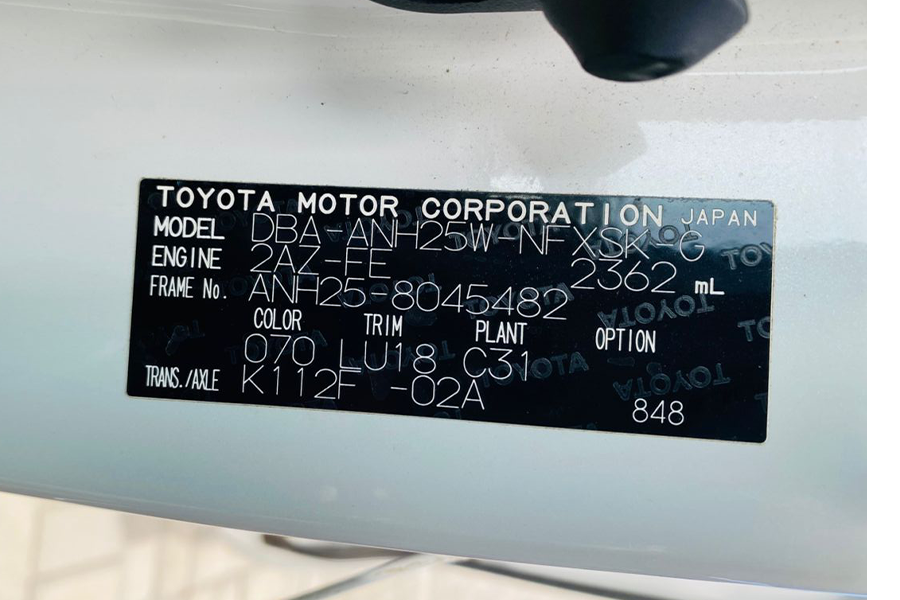 TOYOTA MOTOR CORPORATION JAPAN
MODEL DBA-ANH25W-NFXSK-G
ENGINE 2AZ-FE 2362 mL
FRAME No. ANH25-8045482
COLOR TRIM PLANT OPTION
070 LU18 C31
TRANS./AXLE K112F -02A
848